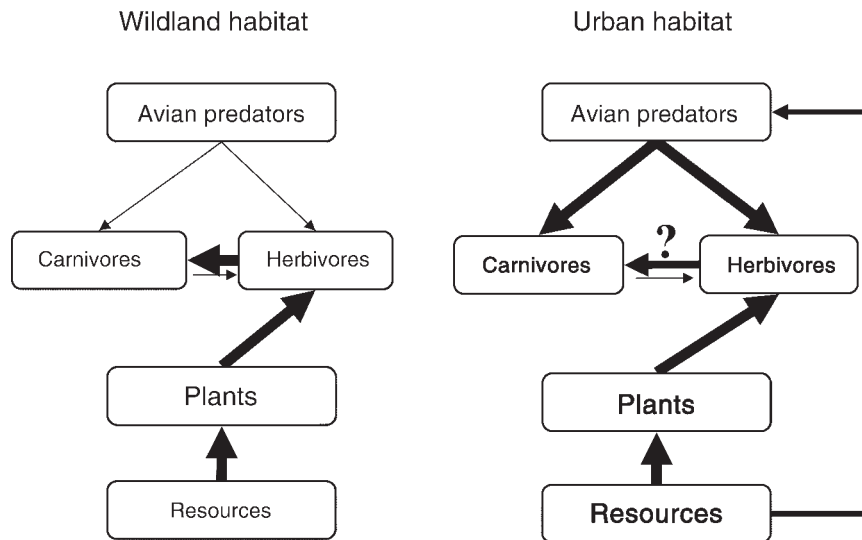 Wildland habitat
Avian predators
Carnivores
Herbivores
Plants
Resources
Urban habitat
Avian predators
?
Carnivores
Herbivores
Plants
Resources